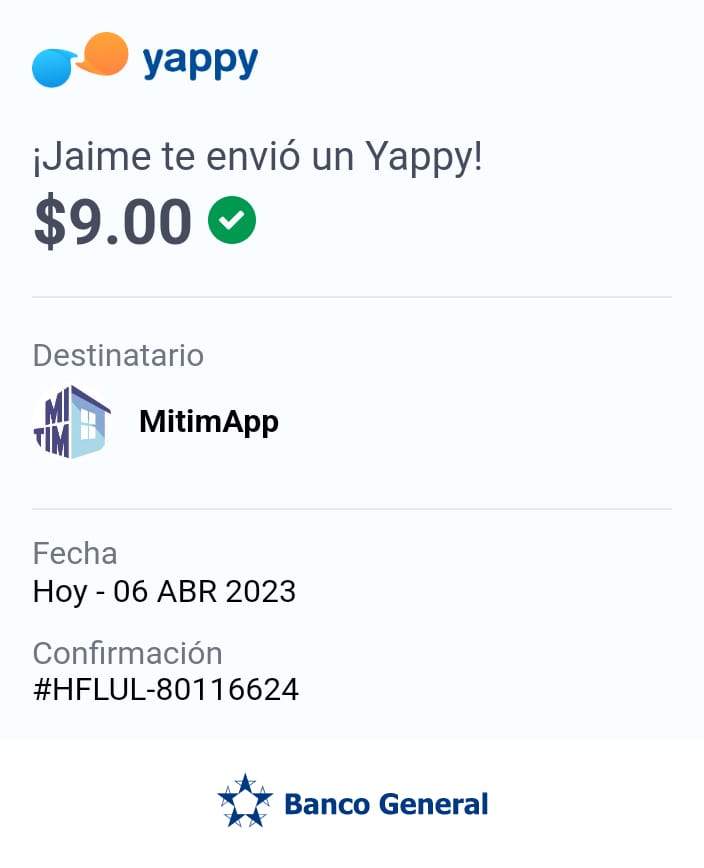 yappy
¡Jaime te envió un Yappy!
$9.00
Destinatario
MI
TIM
MitimApp
Fecha
Hoy - 06 ABR 2023
Confirmación
#HFLUL-80116624
Banco General